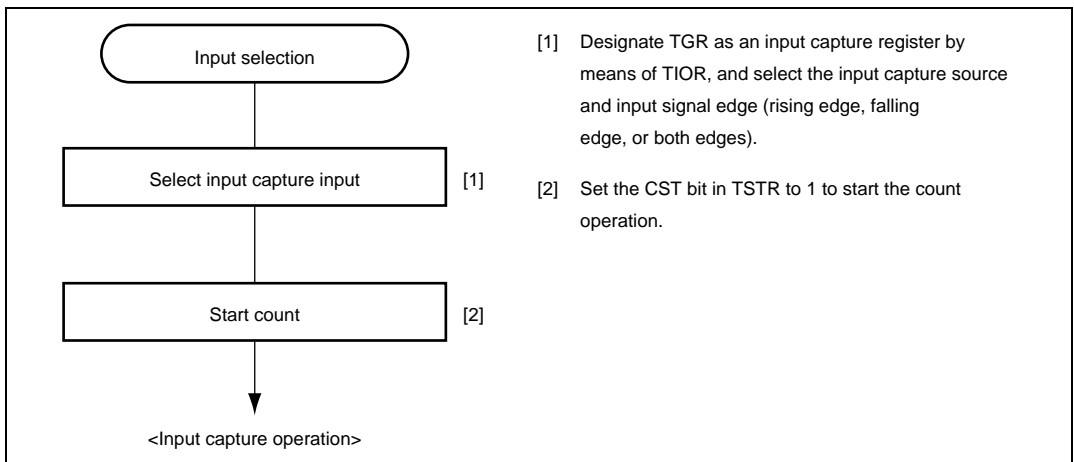 Input selection
Select input capture input
[1]
Start count
[2]
<Input capture operation>
[1] Designate TGR as an input capture register by
means of TIOR, and select the input capture source
and input signal edge (rising edge, falling
edge, or both edges).
[2] Set the CST bit in TSTR to 1 to start the count
operation.